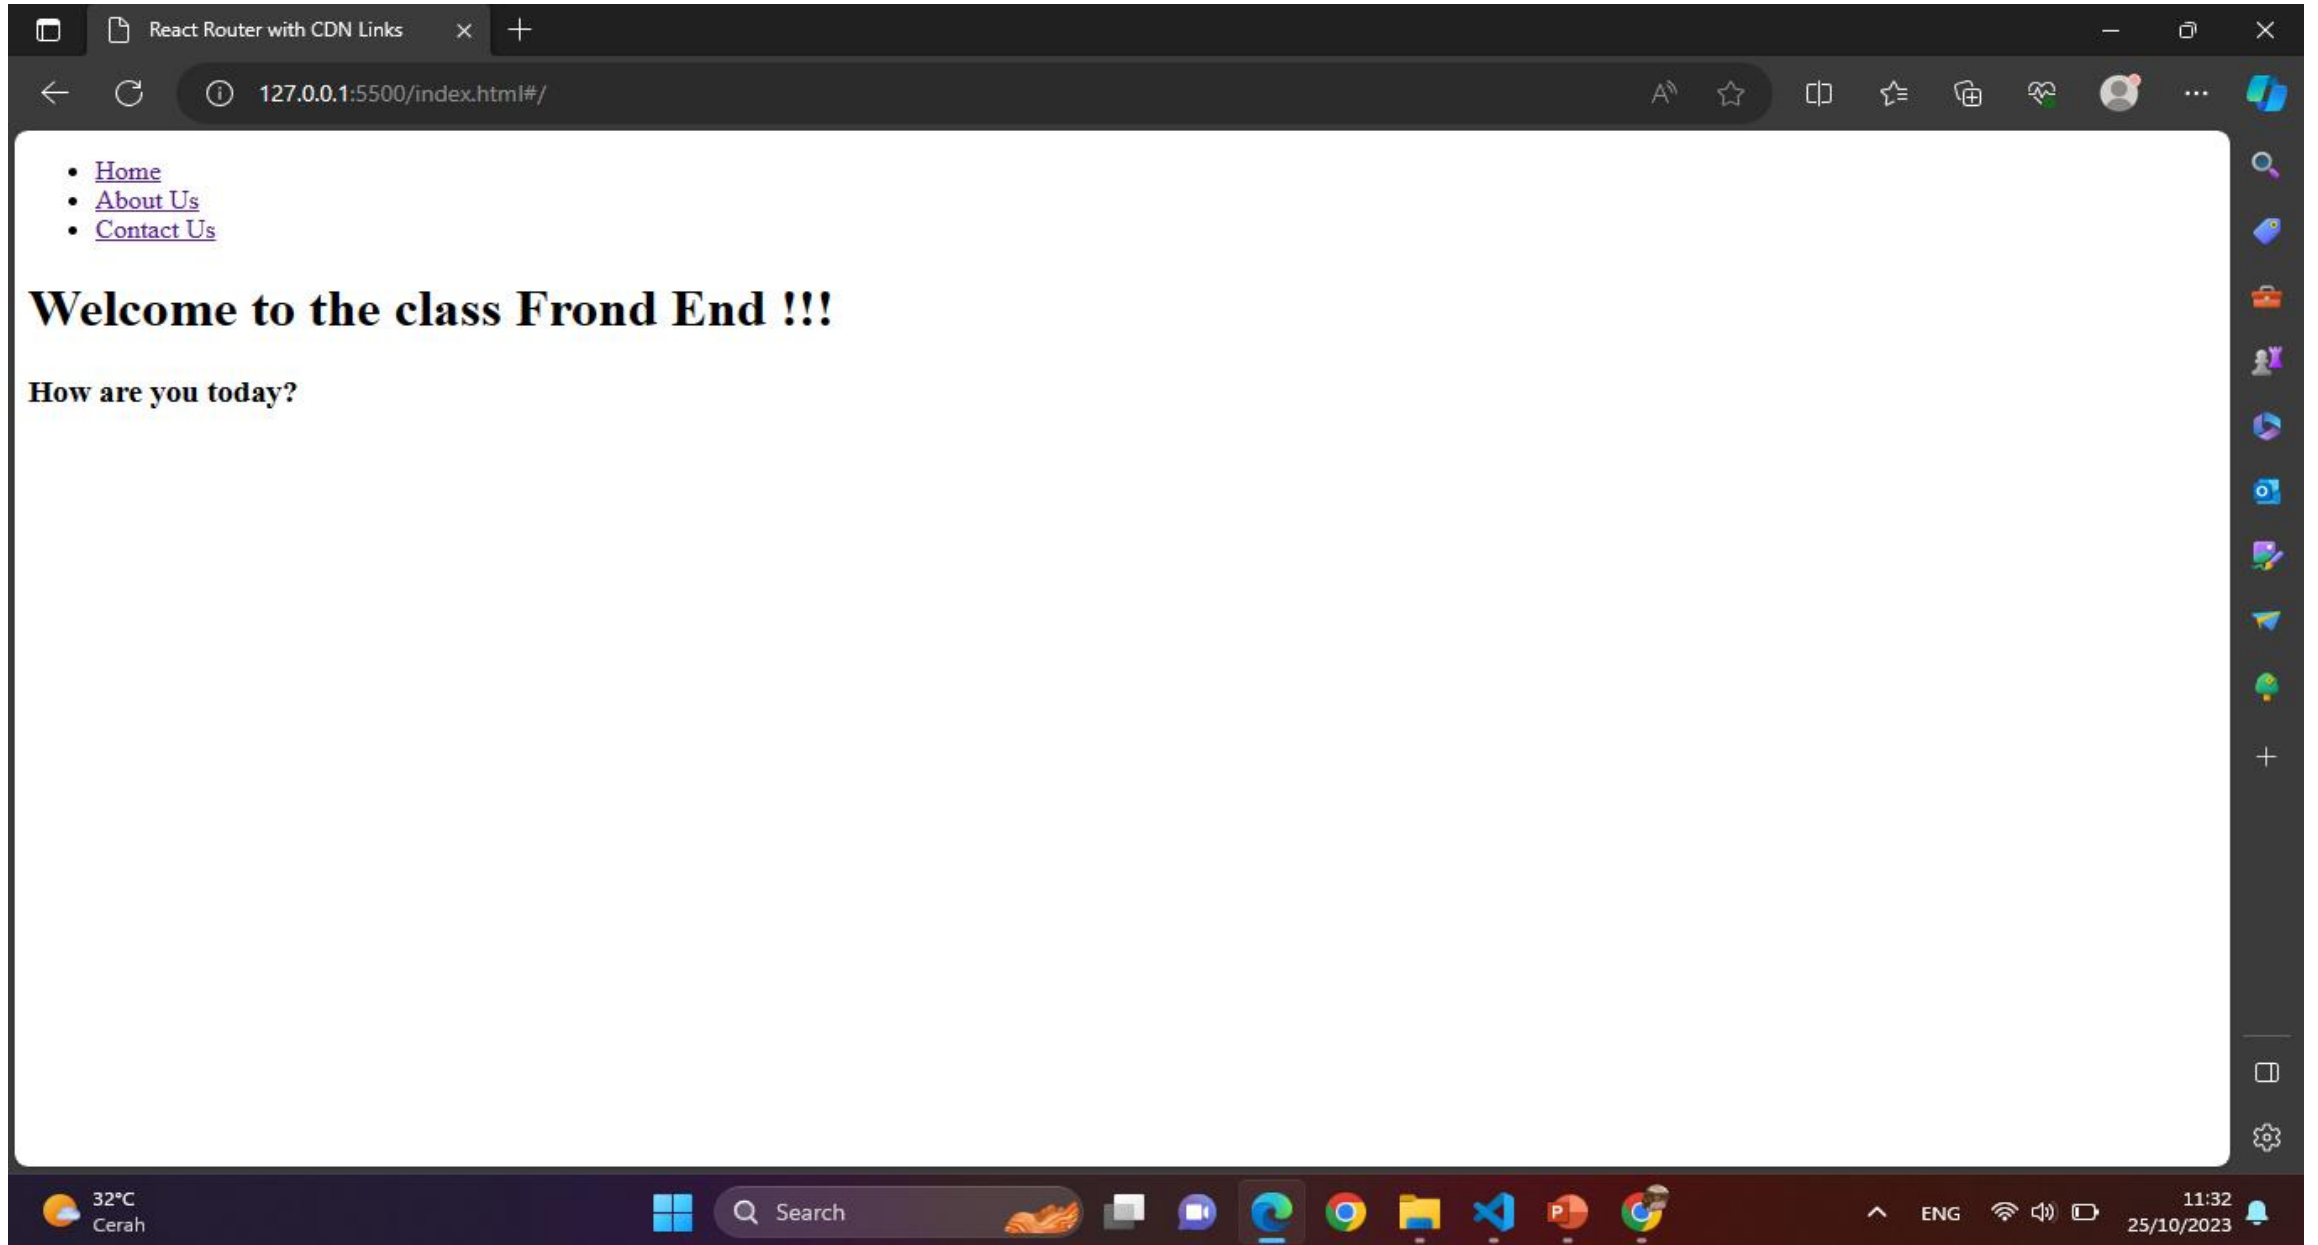 React Router with CDN Links
127.0.0.1:5500/index.html#/
Home
About Us
Contact Us
Welcome to the class Frond End !!!
How are you today?
32°C
Cerah
Search
ENG
11:32
25/10/2023